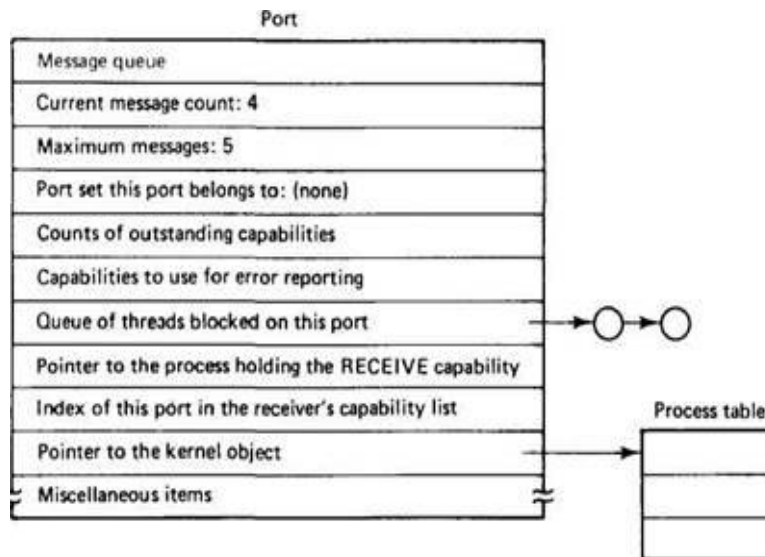 Port
Message queue
Current message count: 4
Maximum messages: 5
Port set this port belongs to: (none)
Counts of outstanding capabilities
Capabilities to use for error reporting
Queue of threads blocked on this port
Pointer to the process holding the RECEIVE capability
Index of this port in the receiver's capability list
Process table
Pointer to the kernel object
Miscellaneous items